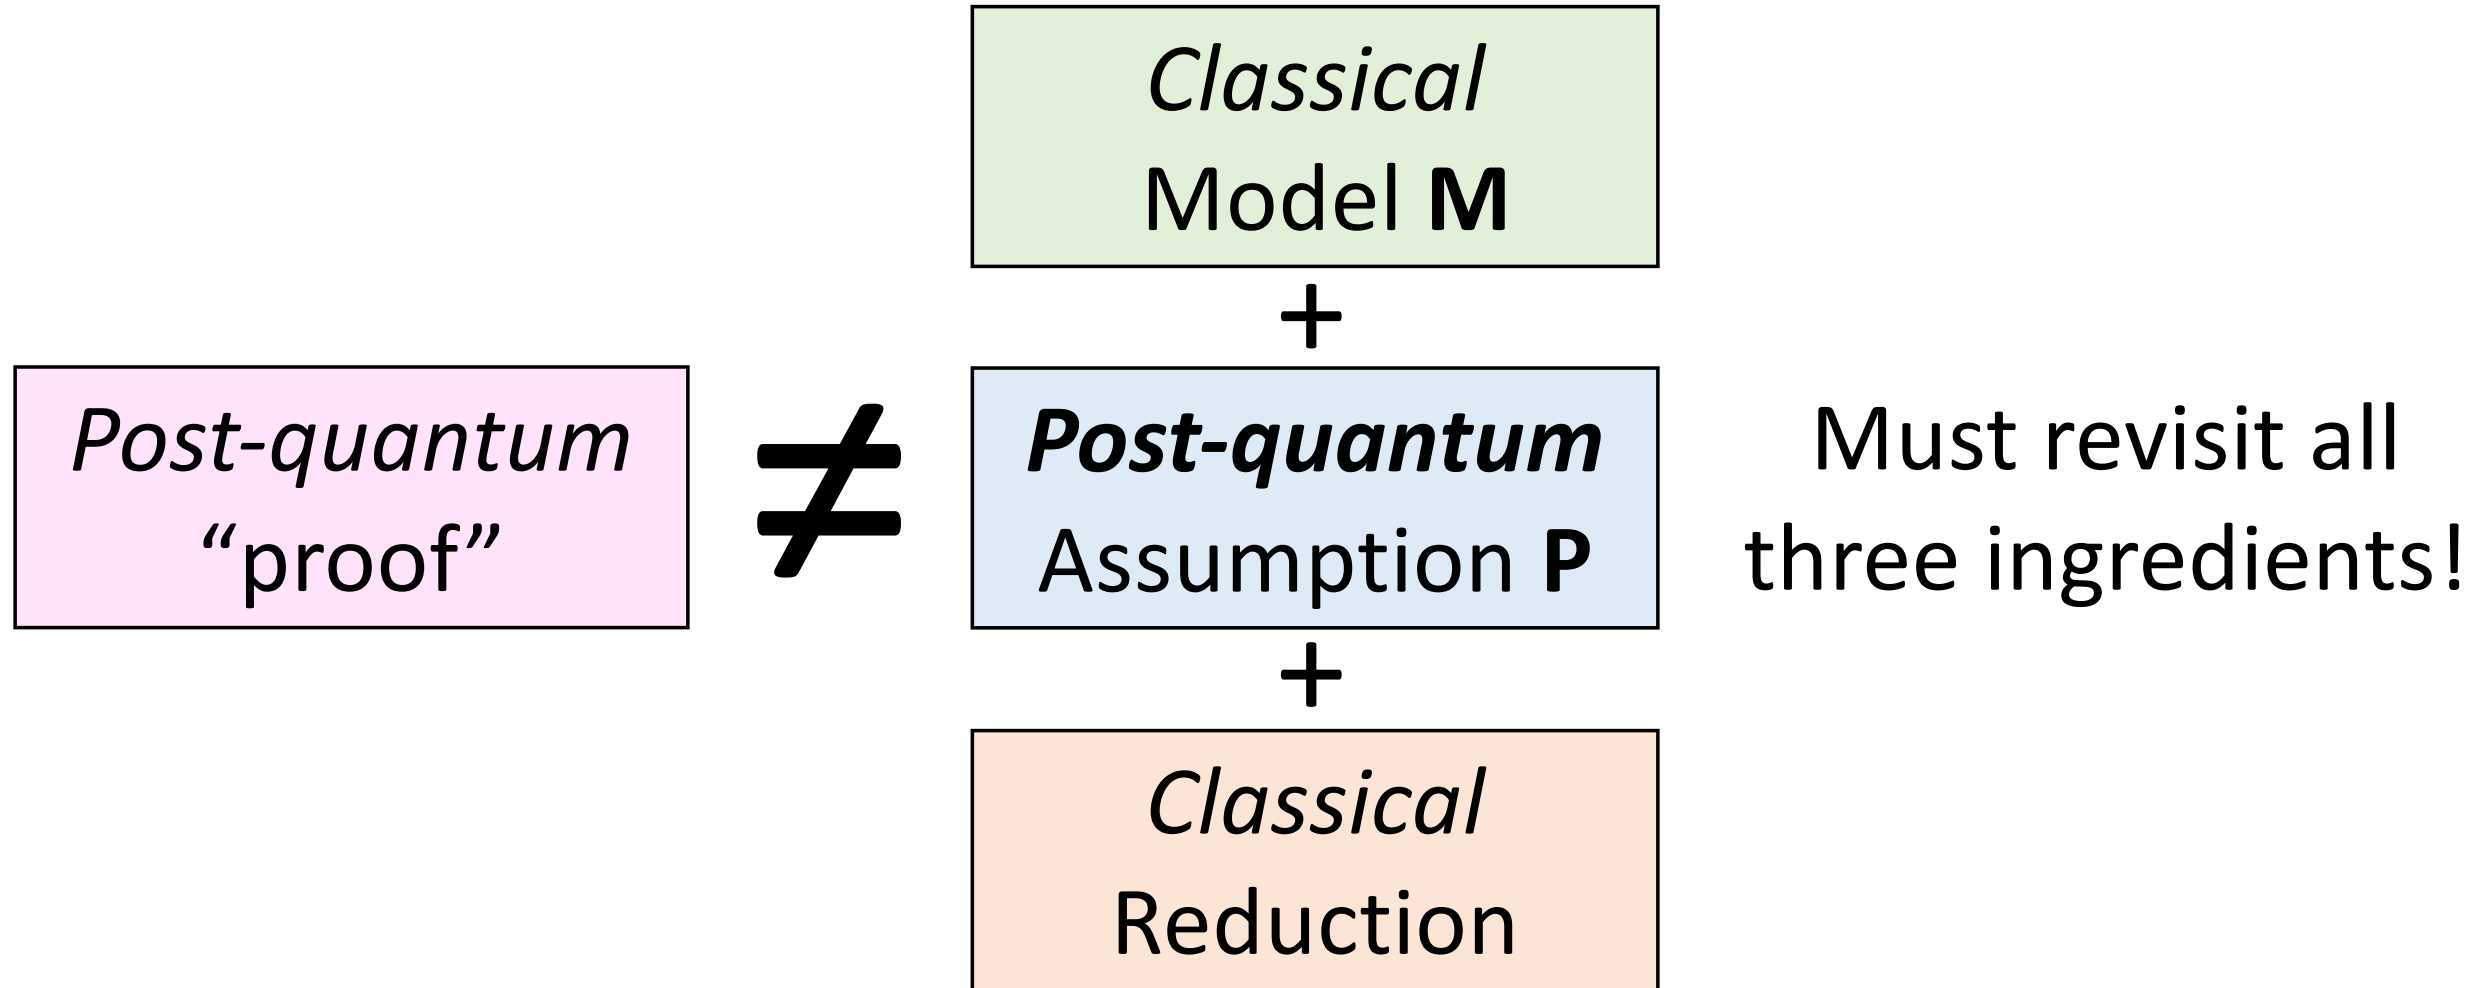 Classical
Model M
+
Post-quantum
“proof”
≠
Post-quantum
Assumption P
Must revisit all
three ingredients!
+
Classical
Reduction